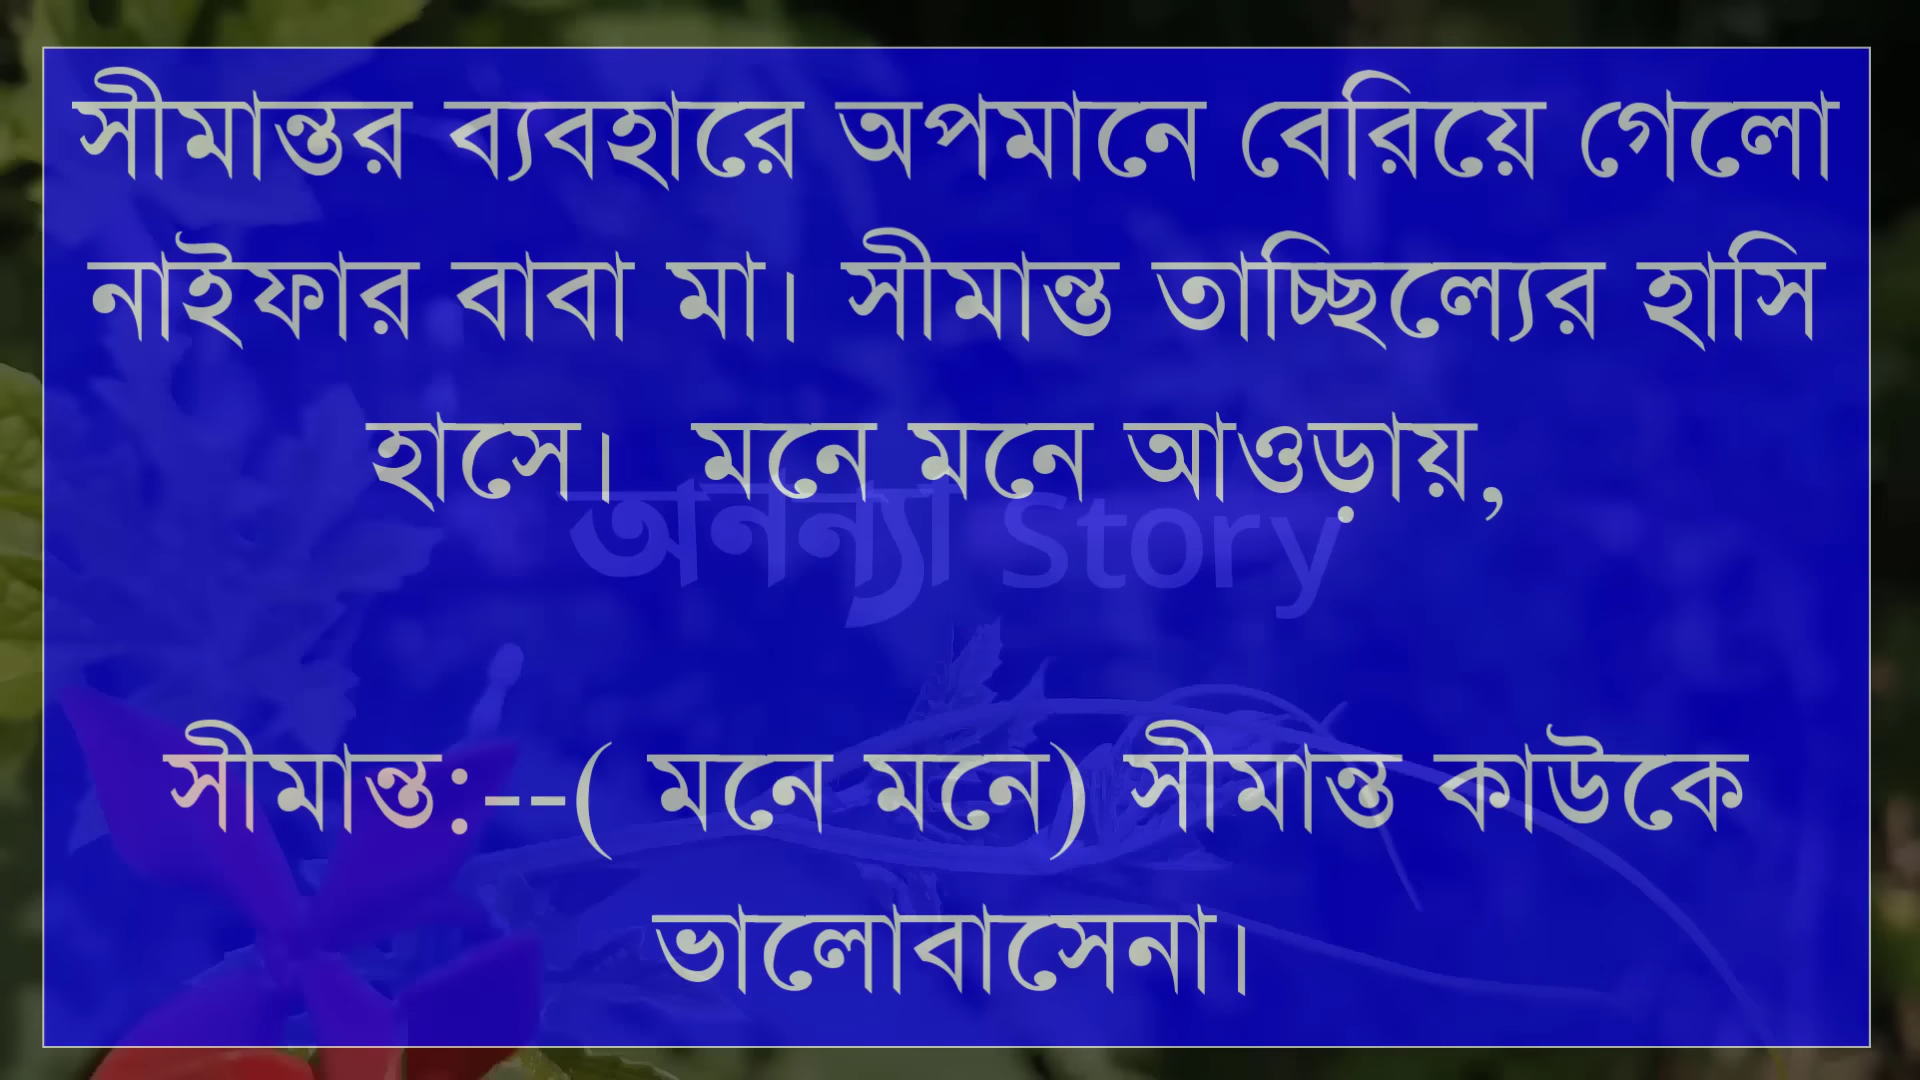 সীমান্তর ব্যবহারে অপমানে বেরিয়ে গেলো
নাইফার বাবা মা। সীমান্ত তাচ্ছিল্যের হাসি
হাসে। মনে মনে আওড়ায়,
অনন্যা Story
সীমান্ত:--( মনে মনে) সীমান্ত কাউকে
ভালোবাসেনা।